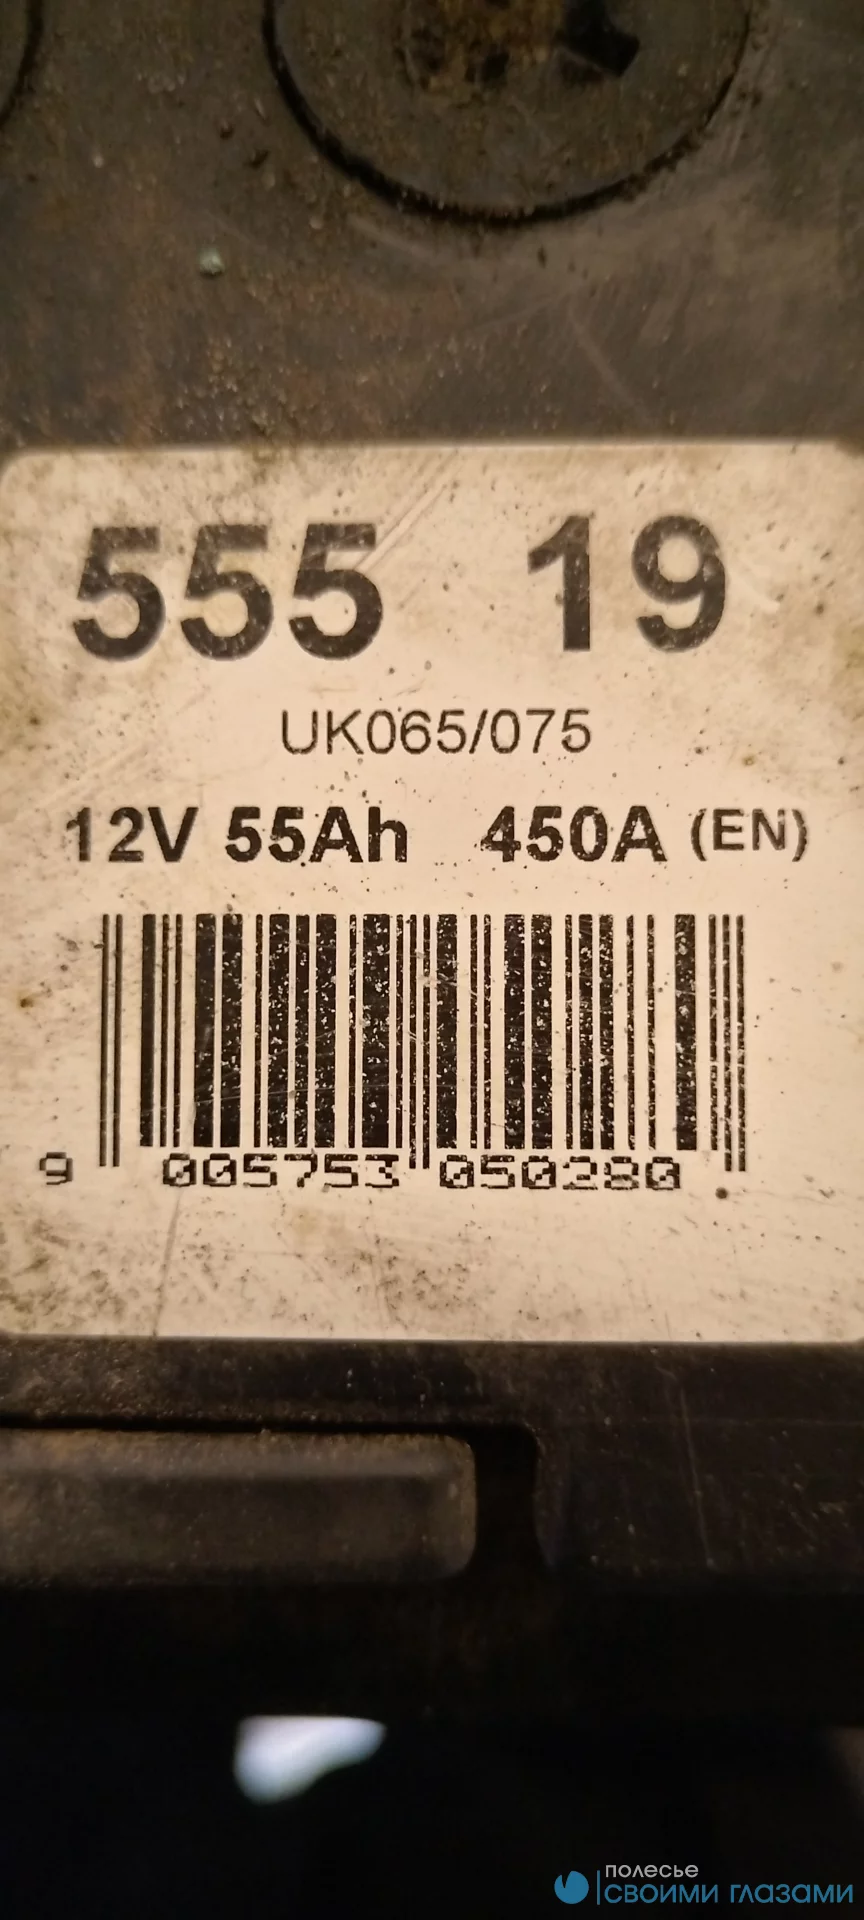 555 19
UK065/075
12V 55Ah 450A (EN)
9 005753 050280
полесье
своими глазами